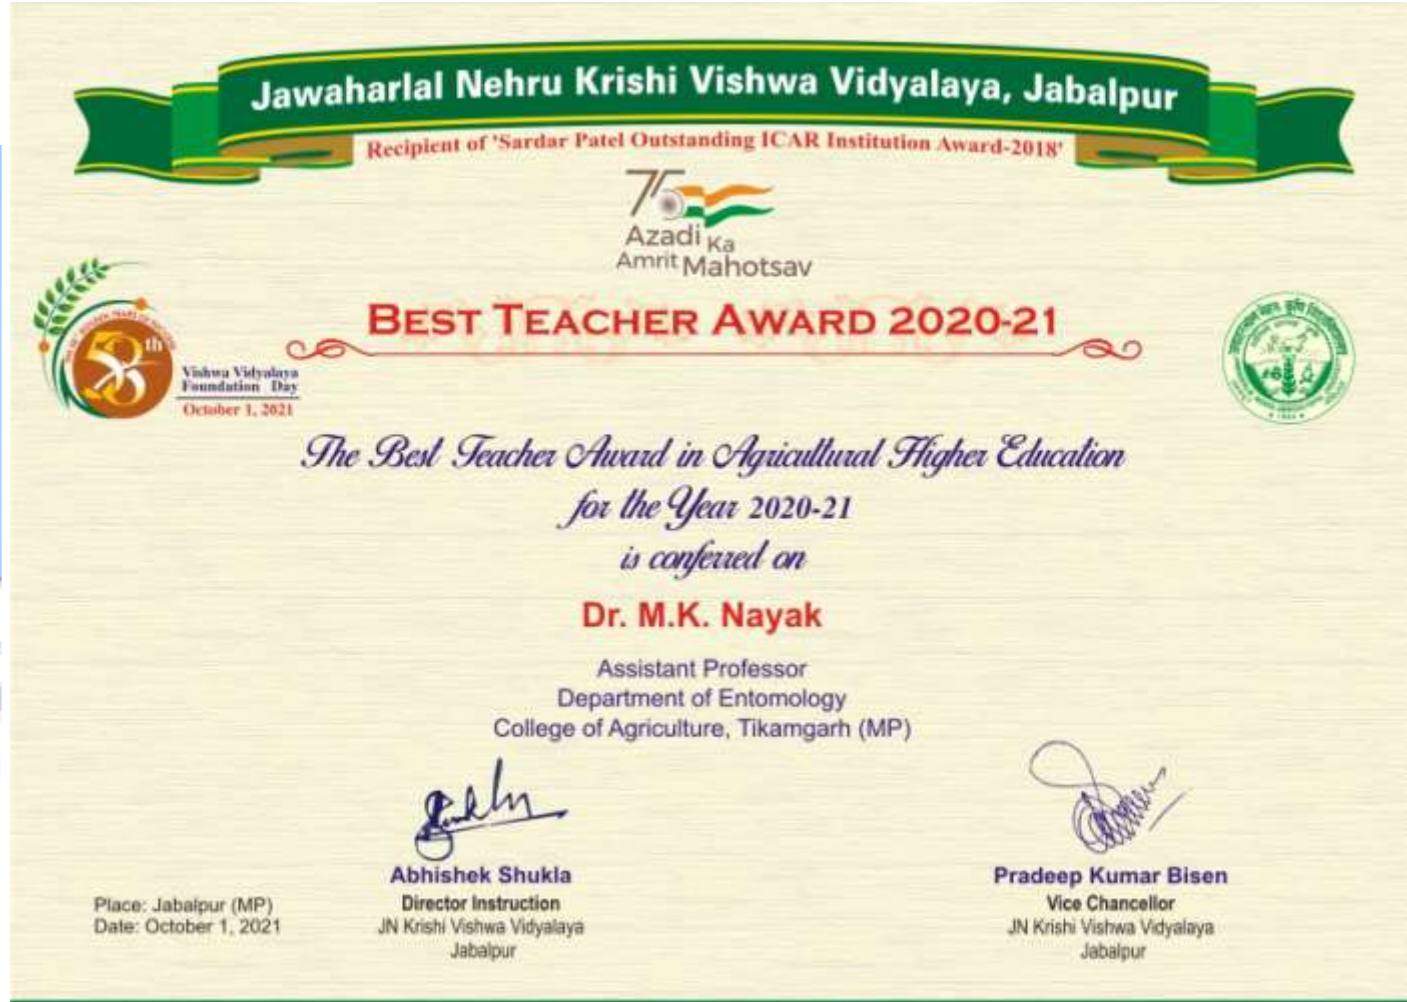 Jawaharlal Nehru Krishi Vishwa Vidyalaya, Jabalpur
Recipient of 'Sardar Patel Outstanding ICAR Institution Award-2018'
75
Azadi Ka
Amrit Mahotsav
BEST TEACHER AWARD 2020-21
58th
Vishwa Vidyalaya
Foundation Day
October 1, 2021
The Best Teacher Award in Agricultural Higher Education
for the Year 2020-21
is conferred on
Dr. M.K. Nayak
Assistant Professor
Department of Entomology
College of Agriculture, Tikamgarh (MP)
Abhishek Shukla
Director Instruction
JN Krishi Vishwa Vidyalaya
Jabalpur
Pradeep Kumar Bisen
Vice Chancellor
JN Krishi Vishwa Vidyalaya
Jabalpur
Place: Jabalpur (MP)
Date: October 1, 2021